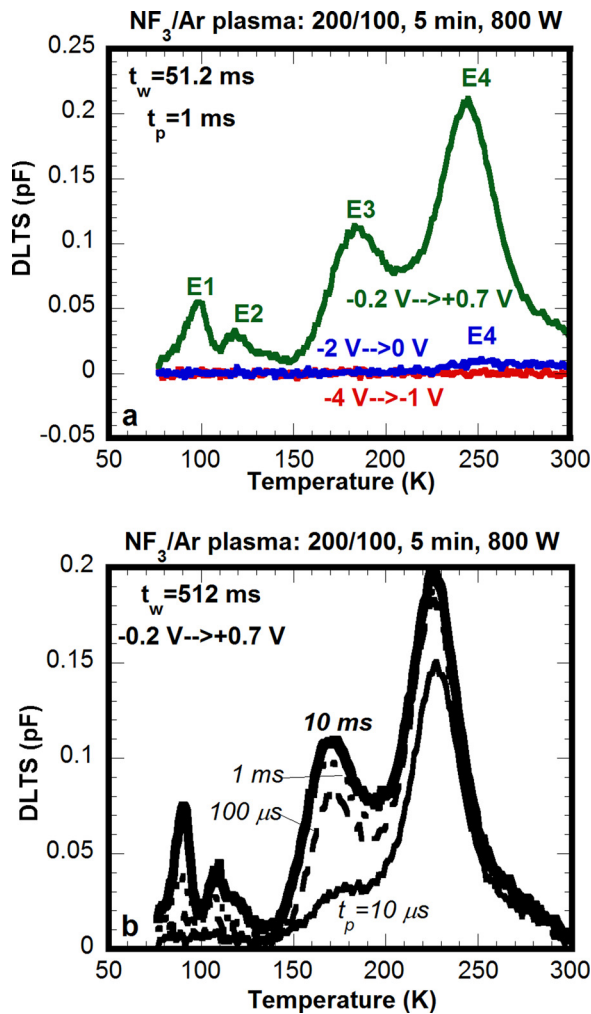 NF3/Ar plasma: 200/100, 5 min, 800 W
0.25
0.2
0.15
0.1
0.05
0
-0.05
DLTS (pF)
tw=51.2 ms
tp=1 ms
E4
E3
E1
E2
-0.2 V-->+0.7 V
-2 V-->0 V
E4
-4 V-->-1 V
a
50 100 150 200 250 300
Temperature (K)
NF3/Ar plasma: 200/100, 5 min, 800 W
0.2
0.15
0.1
0.05
0
DLTS (pF)
tw=512 ms
-0.2 V-->+0.7 V
10 ms
1 ms
100 μs
tp=10 μs
b
50 100 150 200 250 300
Temperature (K)